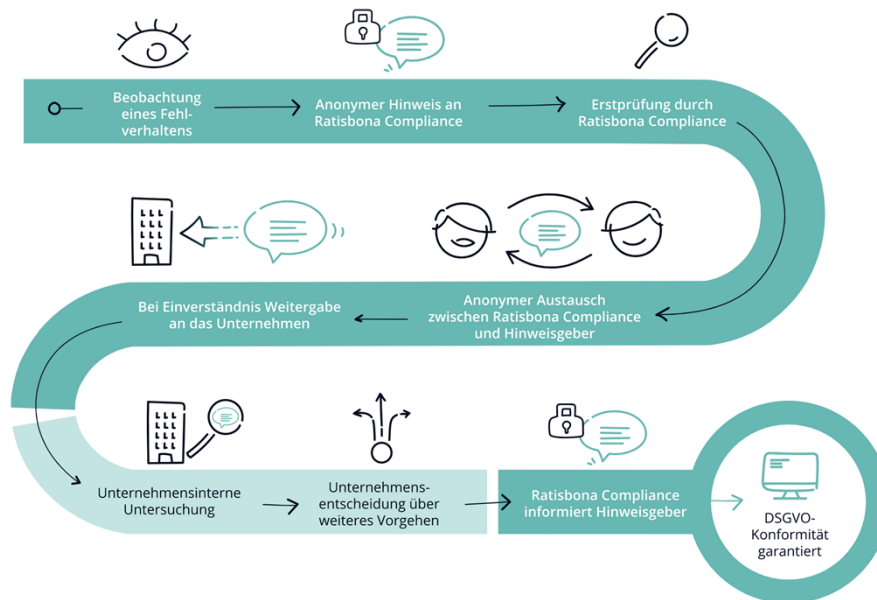 Beobachtung
eines Fehl-
verhaltens
Anonymer Hinweis an
Ratisbona Compliance
Erstprüfung durch
Ratisbona Compliance
Anonymer Austausch
zwischen Ratisbona Compliance
und Hinweisgeber
Bei Einverständnis Weitergabe
an das Unternehmen
Unternehmensinterne
Untersuchung
Unternehmens-
entscheidung über
weiteres Vorgehen
Ratisbona Compliance
informiert Hinweisgeber
DSGVO-
Konformität
garantiert